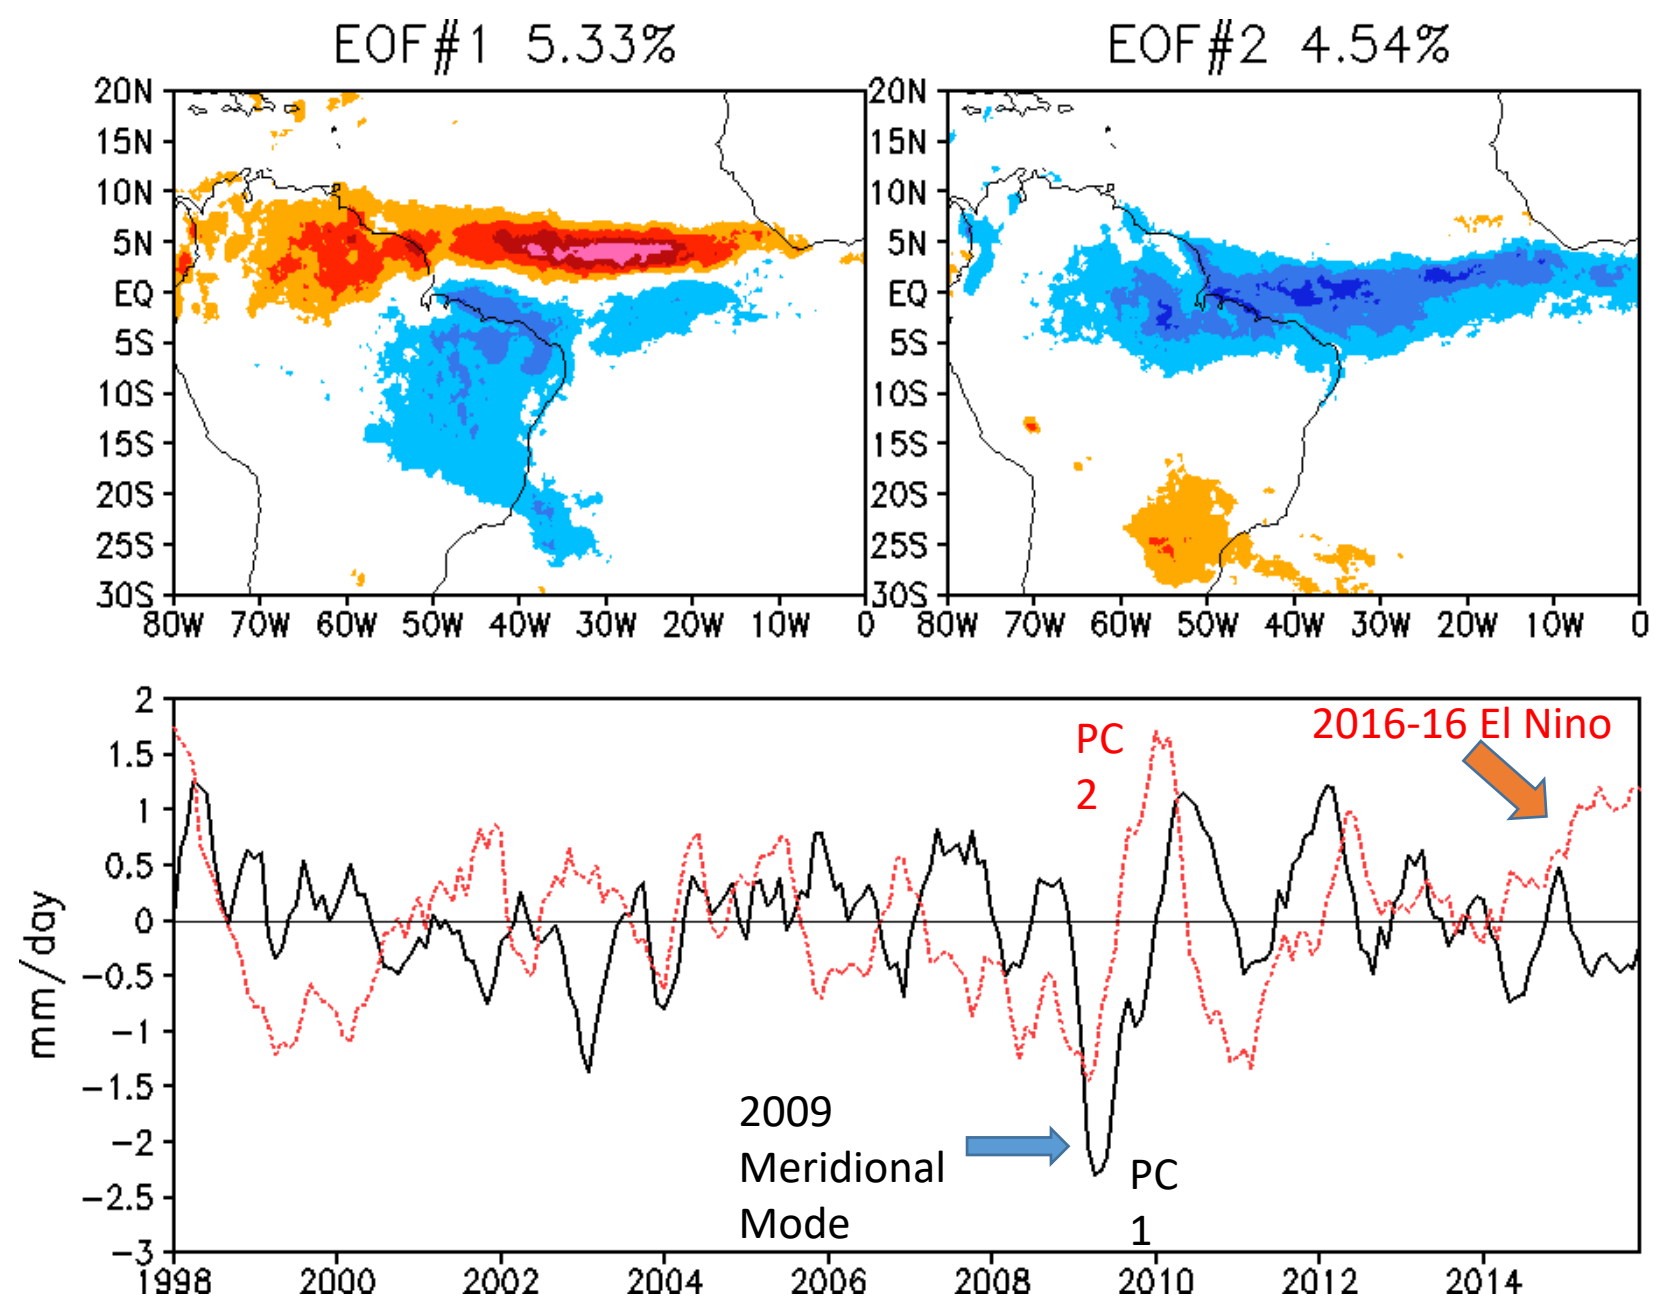 EOF#1 5.33%
EOF#2 4.54%
20N
15N
10N
5N
EQ
5S
10S
15S
20S
25S
30S
80W 70W 60W 50W 40W 30W 20W 10W 0
20N
15N
10N
5N
EQ
5S
10S
15S
20S
25S
30S
80W 70W 60W 50W 40W 30W 20W 10W 0
mm/day
2
1.5
1
0.5
0
-0.5
-1
-1.5
-2
-2.5
-3
PC
2
2016-16 El Nino
2009
Meridional
Mode
PC
1
1998 2000 2002 2004 2006 2008 2010 2012 2014